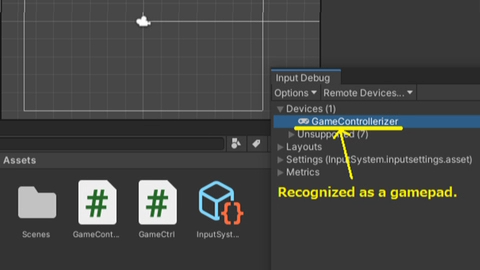 Input Debug
Options Remote Devices...
Devices (1)
GameControllerizer
Unsupported (7)
Layouts
Settings (InputSystem.inputsettings.asset)
Metrics
Recognized as a gamepad.
Assets
Scenes
GameCont...
GameCtrl
InputSyst...